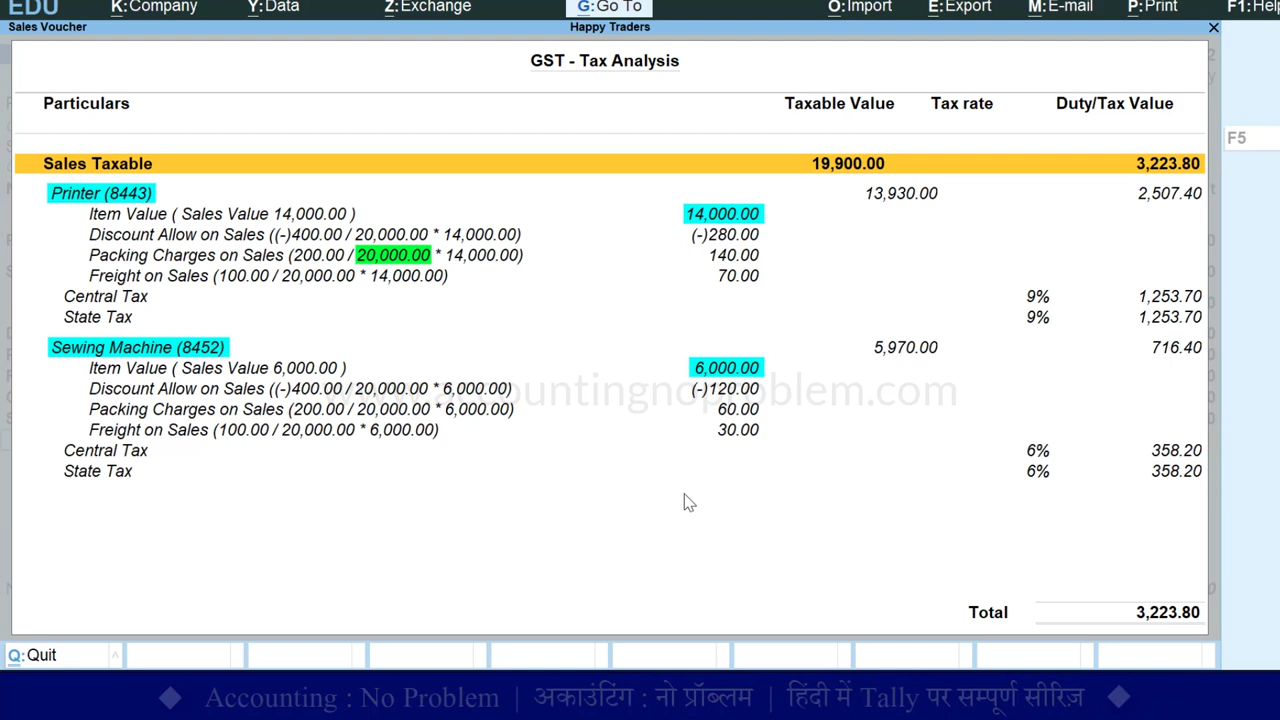 EDU K:Company Y:Data Z:Exchange G:Go To O:Import E:Export M:E-mail P:Print F1:Help
Sales Voucher Happy Traders ✕
GST - Tax Analysis
Particulars Taxable Value Tax rate Duty/Tax Value
F5
Sales Taxable 19,900.00 3,223.80
Printer (8443) 13,930.00 2,507.40
Item Value ( Sales Value 14,000.00 ) 14,000.00
Discount Allow on Sales ((-)400.00 / 20,000.00 * 14,000.00) (-)280.00
Packing Charges on Sales (200.00 / 20,000.00 * 14,000.00) 140.00
Freight on Sales (100.00 / 20,000.00 * 14,000.00) 70.00
Central Tax 9% 1,253.70
State Tax 9% 1,253.70
Sewing Machine (8452) 5,970.00 716.40
Item Value ( Sales Value 6,000.00 ) 6,000.00
Discount Allow on Sales ((-)400.00 / 20,000.00 * 6,000.00) (-)120.00
www.accountingnoproblem.com
Packing Charges on Sales (200.00 / 20,000.00 * 6,000.00) 60.00
Freight on Sales (100.00 / 20,000.00 * 6,000.00) 30.00
Central Tax 6% 358.20
State Tax 6% 358.20
Total 3,223.80
Q:Quit ^
◆ Accounting : No Problem | अकाउंटिंग : नो प्रॉब्लम | हिंदी में Tally पर सम्पूर्ण सीरिज़ ◆